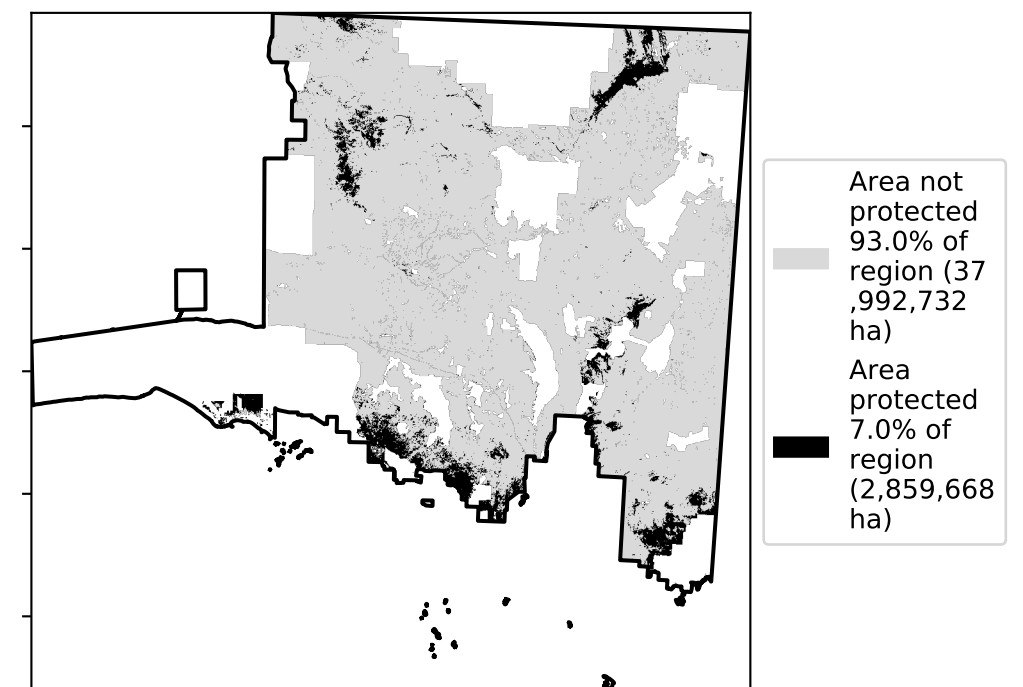 Area not
protected
93.0% of
region (37
,992,732
ha)
Area
protected
7.0% of
region
(2,859,668
ha)